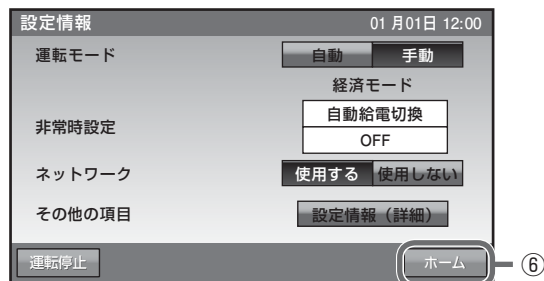 設定情報 01月01日 12:00
運転モード 自動 手動
経済モード
非常時設定 自動給電切換
OFF
ネットワーク 使用する 使用しない
その他の項目 設定情報（詳細）
運転停止 ホーム ⑥